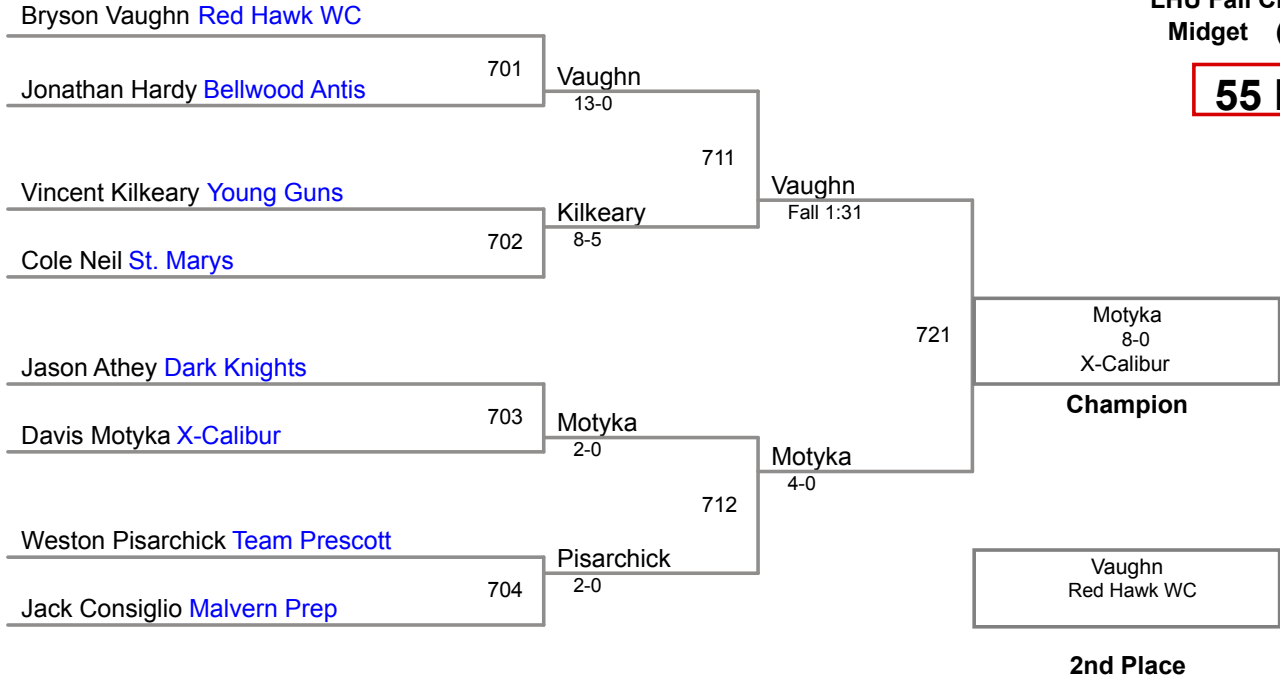 Bryson Vaughn Red Hawk WC
Midget
701
Vaughn
Jonathan Hardy Bellwood Antis
13-0
55
711
Vincent Kilkeary Young Guns
Vaughn
Fall 1:31
Kilkeary
702
8-5
Cole Neil St. Marys
Motyka
8-0
X-Calibur
721
Jason Athey Dark Knights
Champion
703
Motyka
Davis Motyka X-Calibur
2-0
Motyka
4-0
712
Weston Pisarchick Team Prescott
Pisarchick
704
2-0
Jack Consiglio Malvern Prep
Vaughn
Red Hawk WC
2nd Place